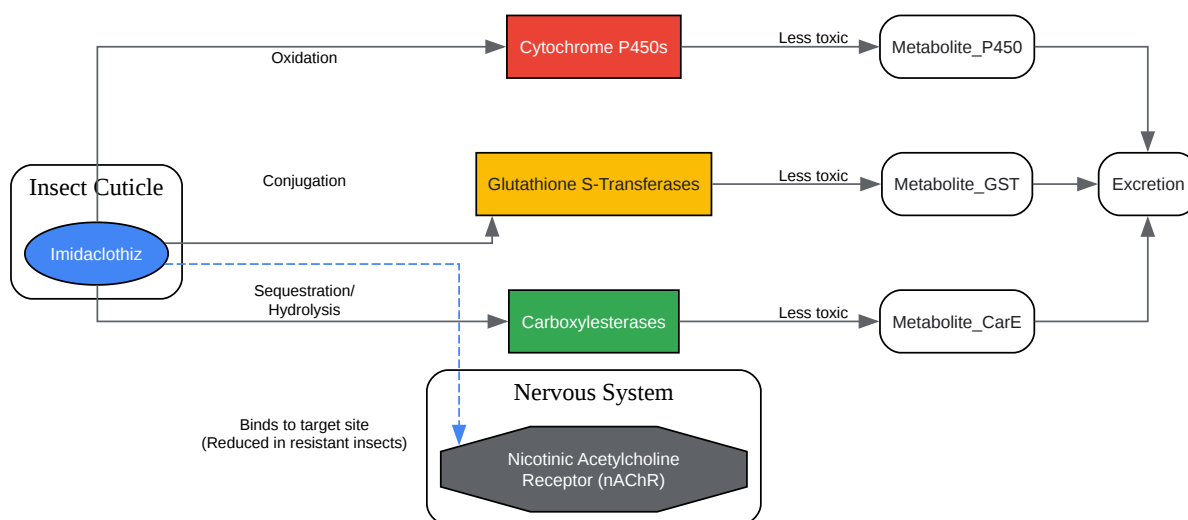 Oxidation
Cytochrome P450s
Less toxic
Metabolite_P450
Insect Cuticle
Imidaclothiz
Conjugation
Glutathione S-Transferases
Less toxic
Metabolite_GST
Excretion
Sequestration/
Hydrolysis
Carboxylesterases
Less toxic
Metabolite_CarE
Nervous System
Binds to target site
(Reduced in resistant insects)
Nicotinic Acetylcholine
Receptor (nAChR)